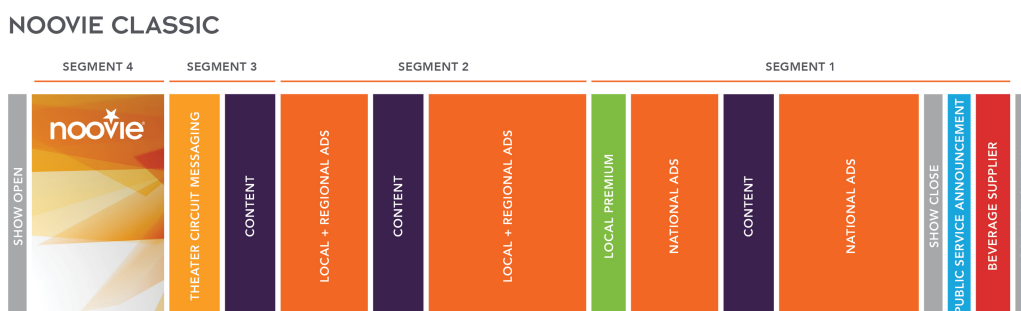 NOOVIE CLASSIC
SEGMENT 4
SEGMENT 3
SEGMENT 2
SEGMENT 1
SHOW OPEN
noovie
THEATER CIRCUIT MESSAGING
CONTENT
LOCAL + REGIONAL ADS
CONTENT
LOCAL + REGIONAL ADS
LOCAL PREMIUM
NATIONAL ADS
CONTENT
NATIONAL ADS
SHOW CLOSE
PUBLIC SERVICE ANNOUNCEMENT
BEVERAGE SUPPLIER